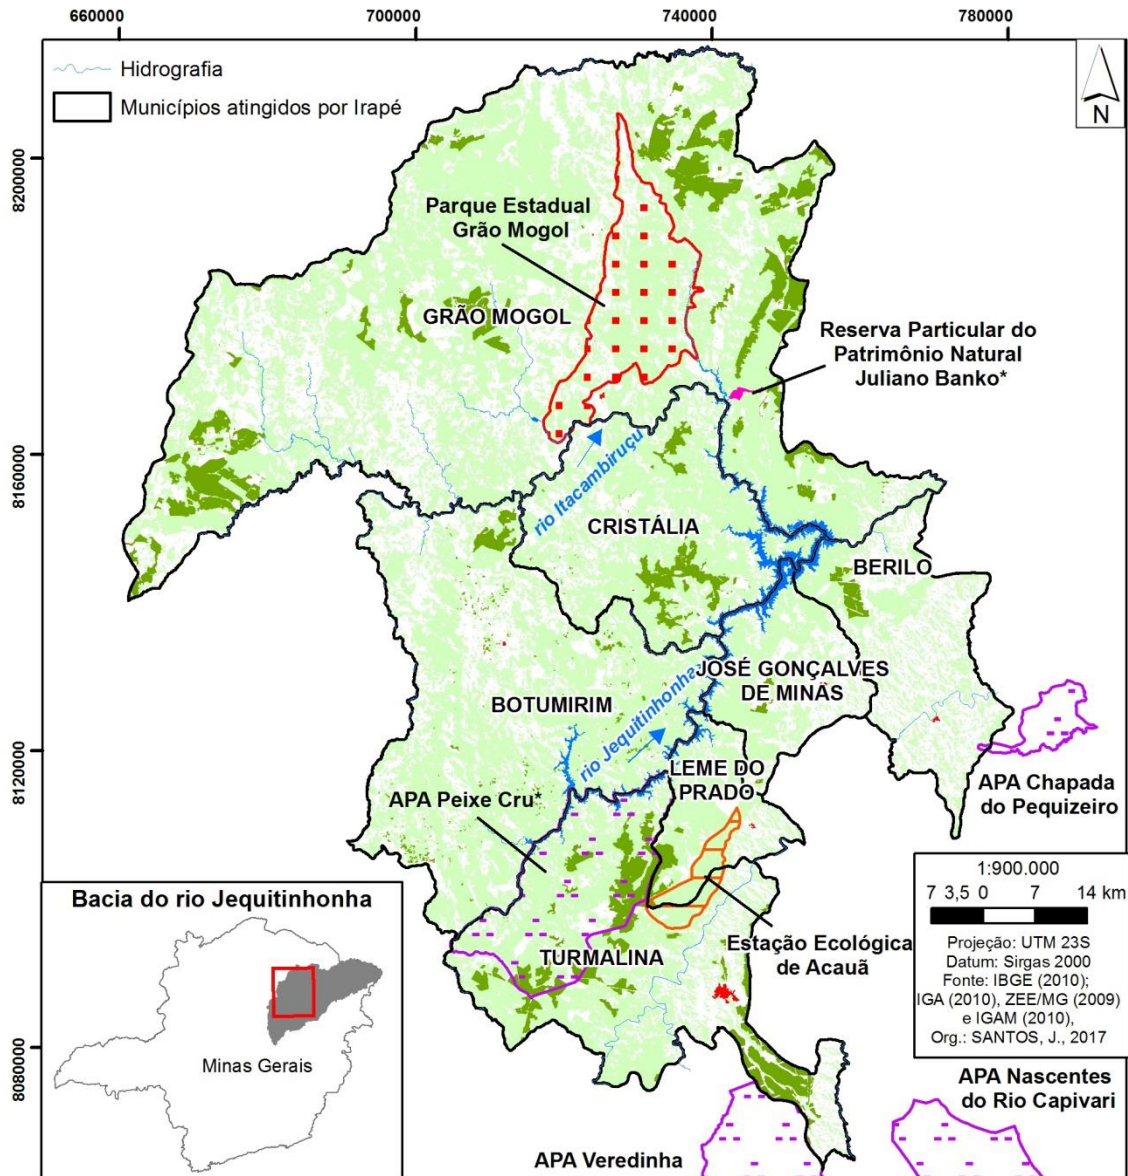 660000
700000
740000
780000
Hidrografia
Municípios atingidos por Irapé
N
8200000
8160000
8120000
8080000
Parque Estadual
Grão Mogol
GRÃO MOGOL
Reserva Particular do
Patrimônio Natural
Juliano Banko*
rio Itacambiruçu
CRISTÁLIA
BERILO
JOSÉ GONÇALVES
DE MINAS
BOTUMIRIM
rio Jequitinhonha
LEME DO
PRADO
APA Peixe Cru*
APA Chapada
do Pequizeiro
TURMALINA
Estação Ecológica
de Acauã
1:900.000
7 3,5 0 7 14 km
Projeção: UTM 23S
Datum: Sirgas 2000
Fonte: IBGE (2010);
IGA (2010), ZEE/MG (2009)
e IGAM (2010),
Org.: SANTOS, J., 2017
Bacia do rio Jequitinhonha
Minas Gerais
APA Nascentes
do Rio Capivari
APA Veredinha